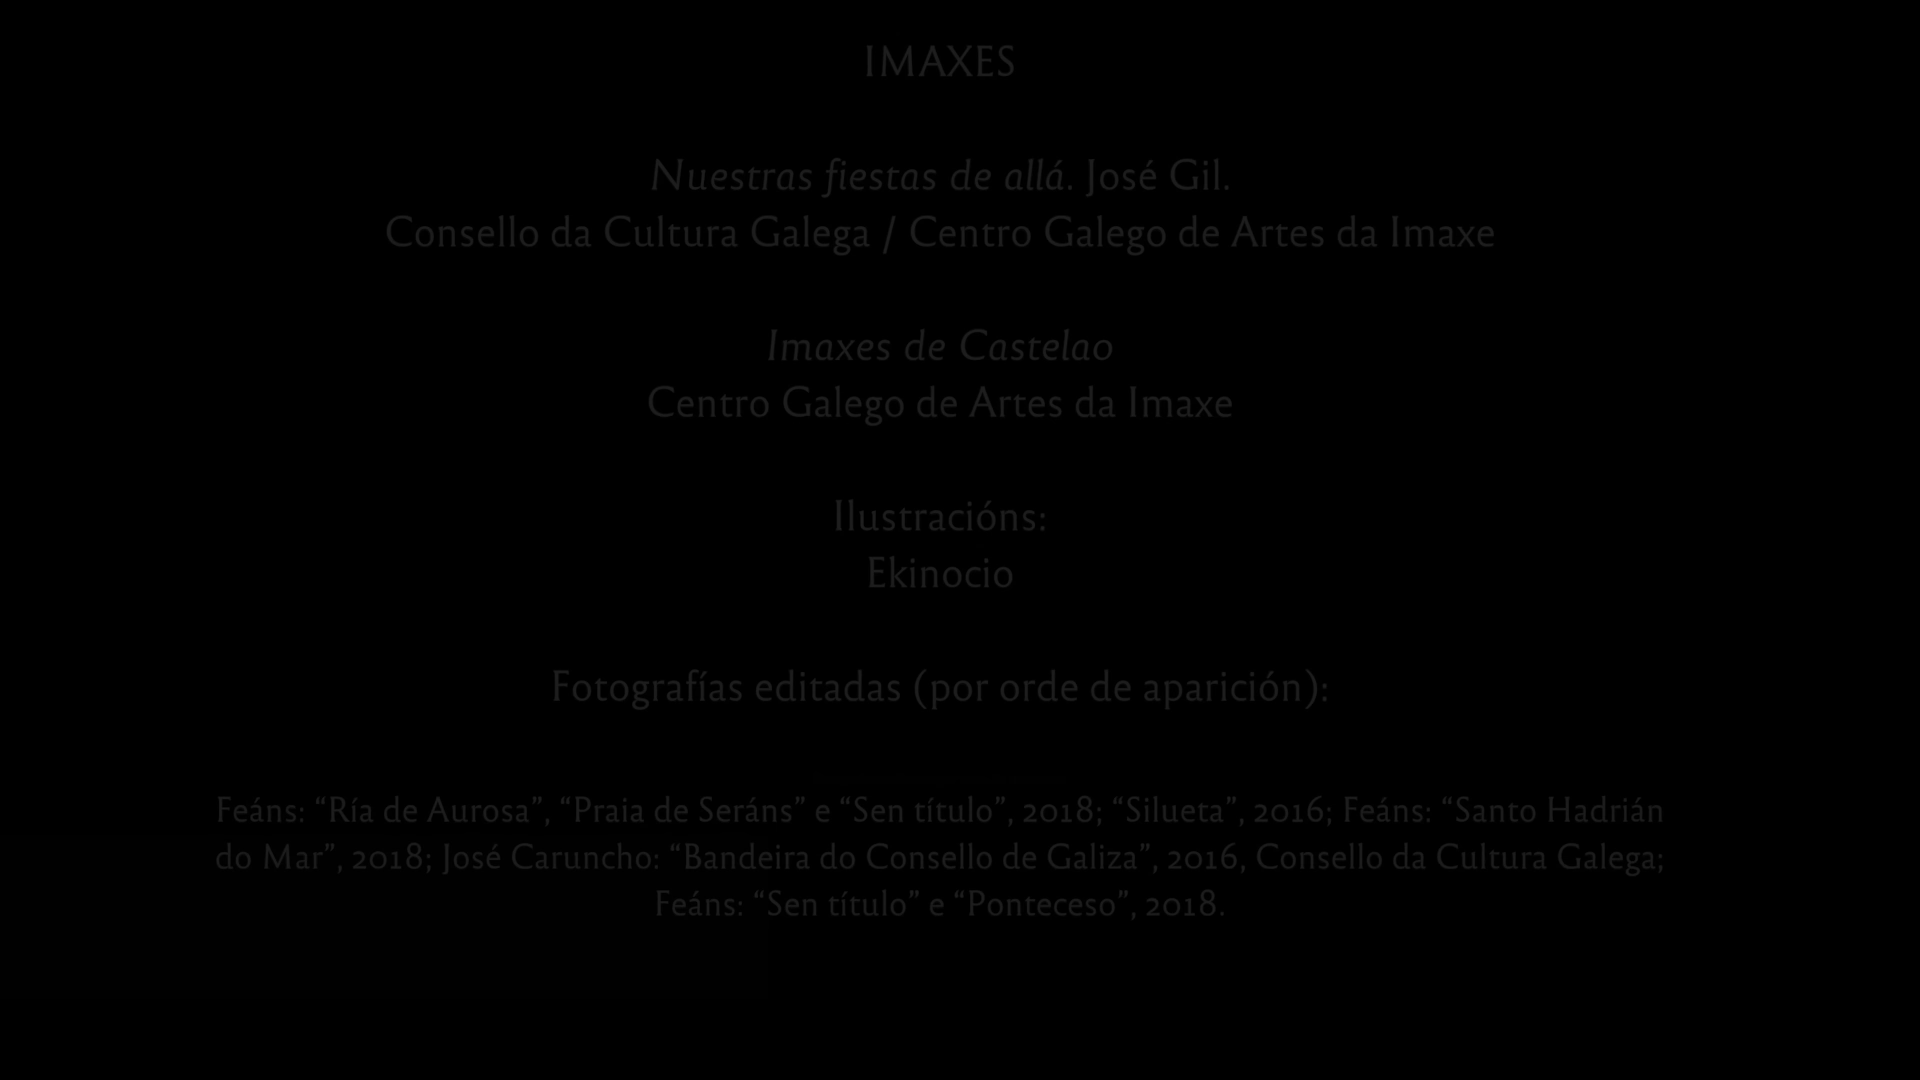 IMAXES
Nuestras fiestas de allá. José Gil.
Consello da Cultura Galega / Centro Galego de Artes da Imaxe
Imaxes de Castelao
Centro Galego de Artes da Imaxe
Ilustracións:
Ekinocio
Fotografías editadas (por orde de aparición):
Feáns: “Ría de Aurosa”, “Praia de Seráns” e “Sen título”, 2018; “Silueta”, 2016; Feáns: “Santo Hadrián
do Mar”, 2018; José Caruncho: “Bandeira do Consello de Galiza”, 2016, Consello da Cultura Galega;
Feáns: “Sen título” e “Ponteceso”, 2018.